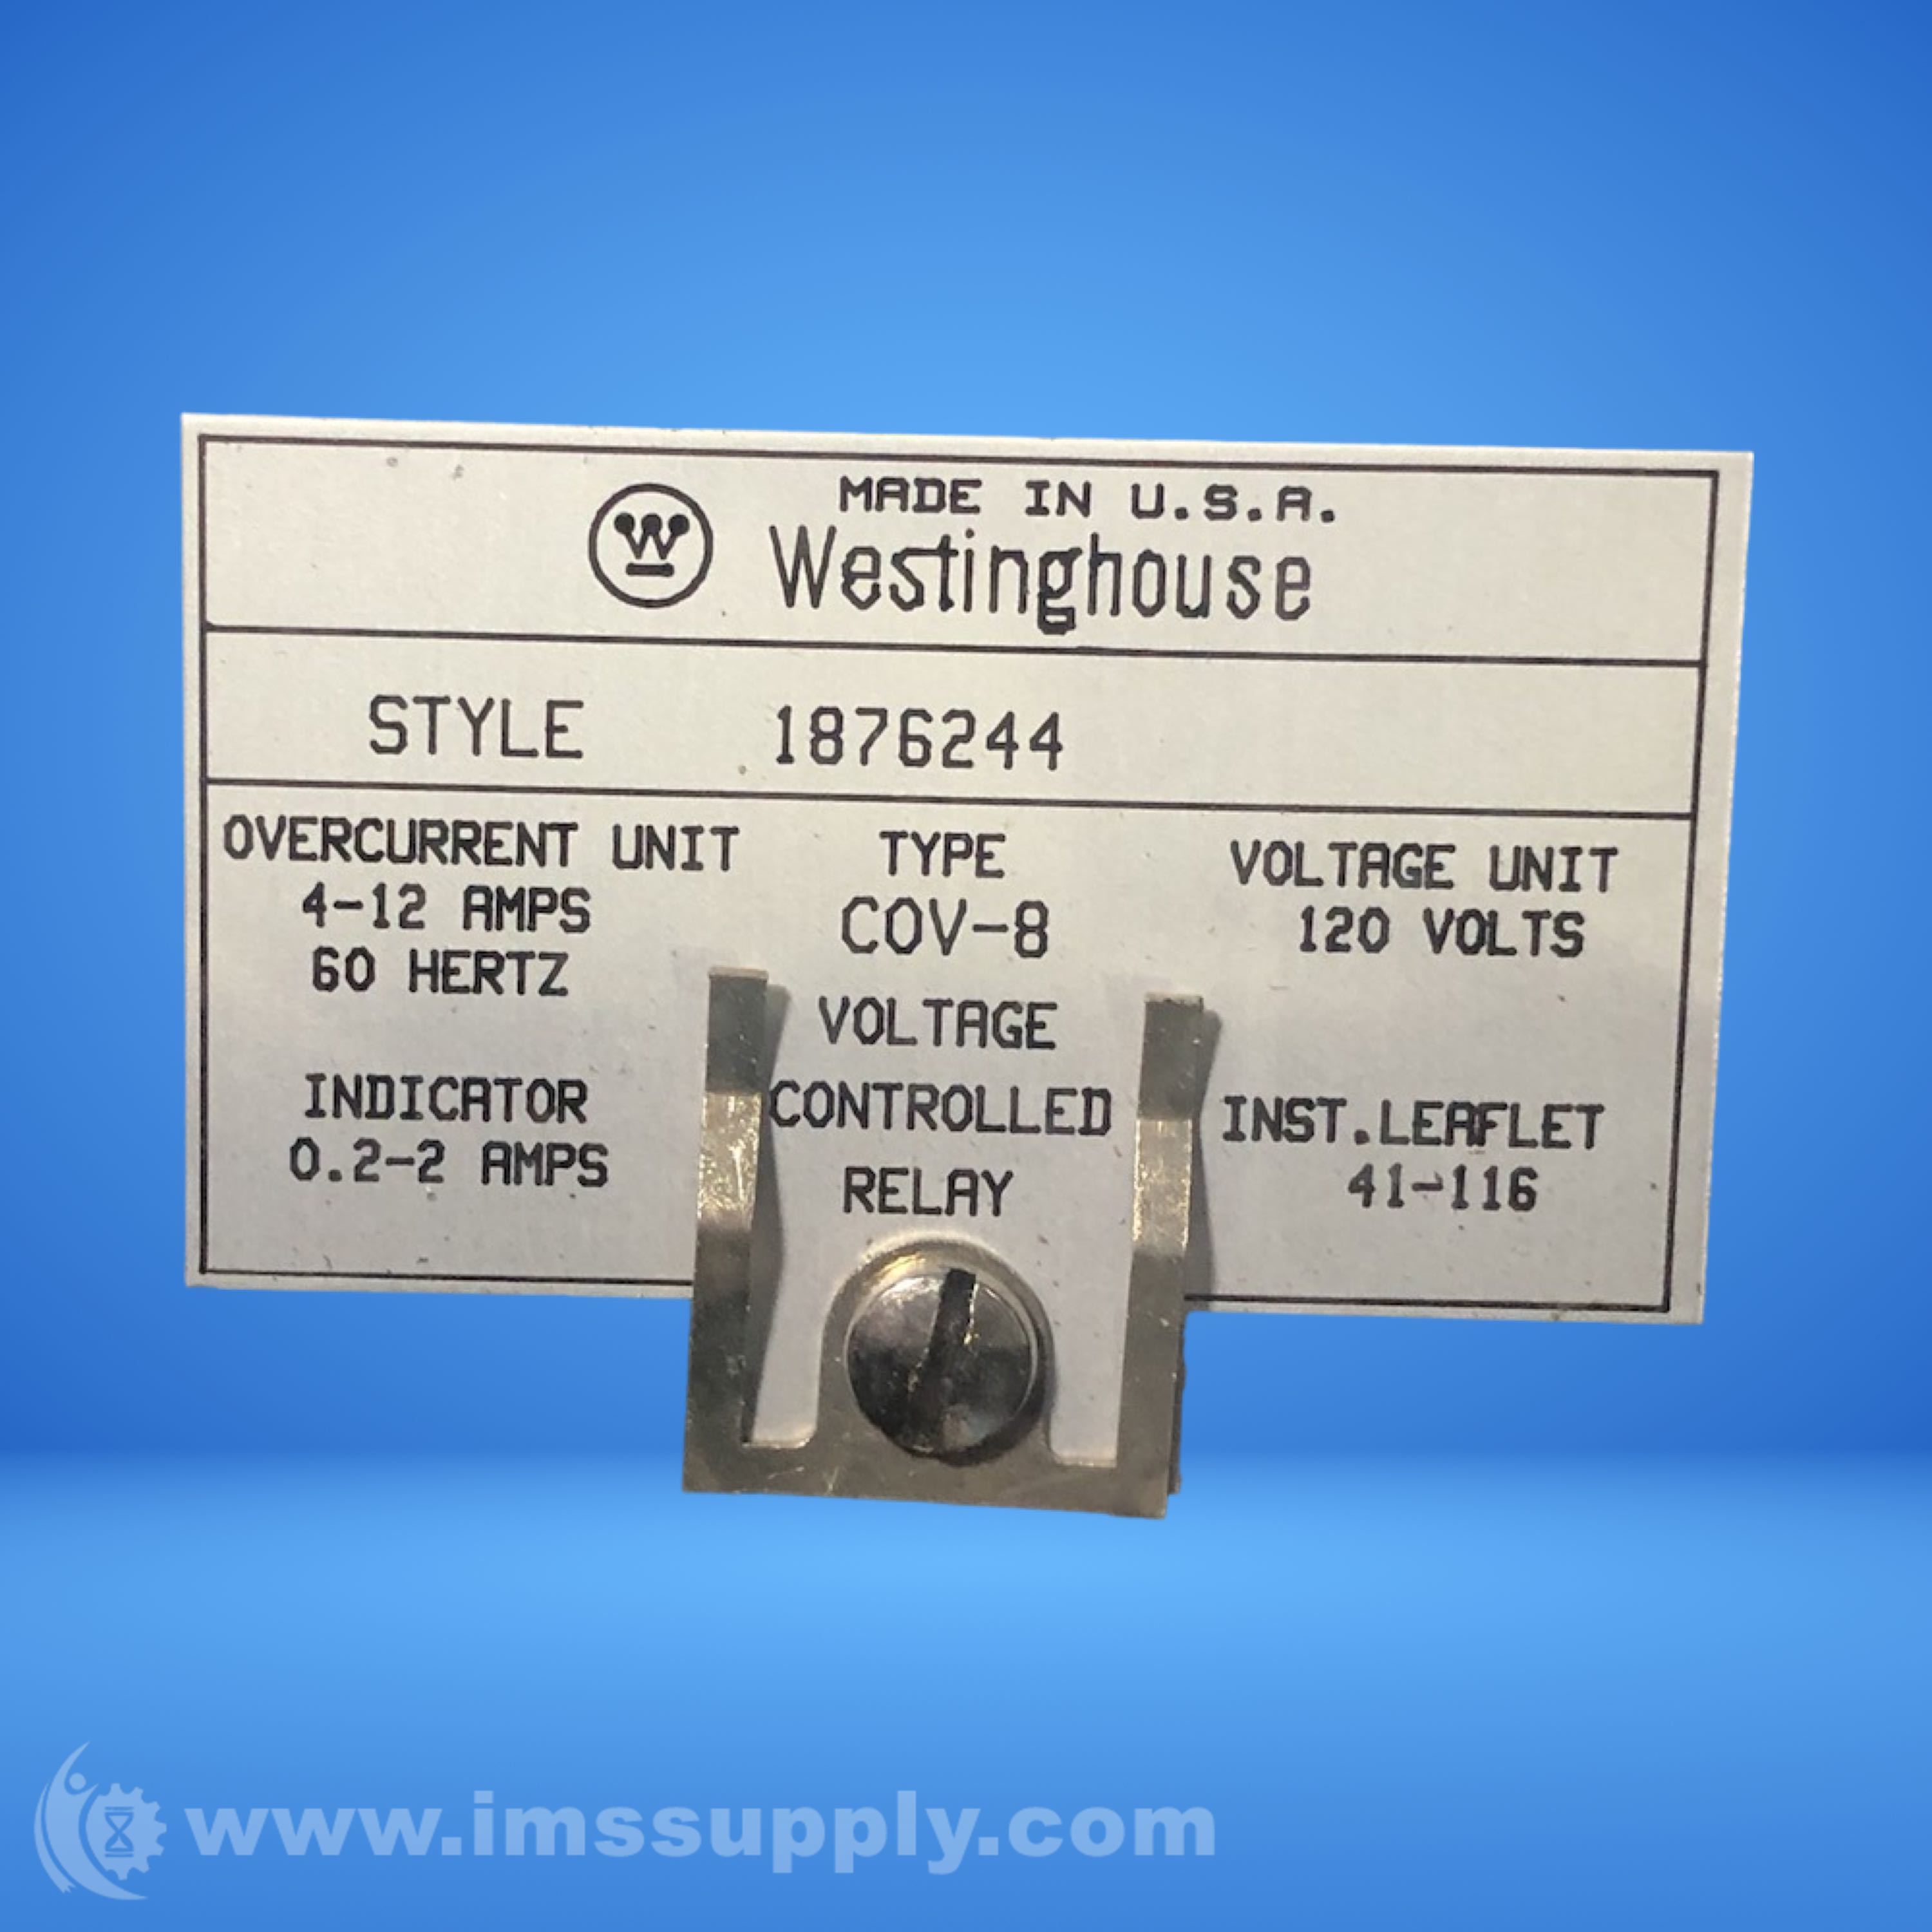 MADE IN U.S.A.
W Westinghouse
STYLE 1876244
OVERCURRENT UNIT
4-12 AMPS
60 HERTZ
INDICATOR
0.2-2 AMPS
TYPE
COV-8
VOLTAGE
CONTROLLED
RELAY
VOLTAGE UNIT
120 VOLTS
INST.LEAFLET
41-116
www.imssupply.com